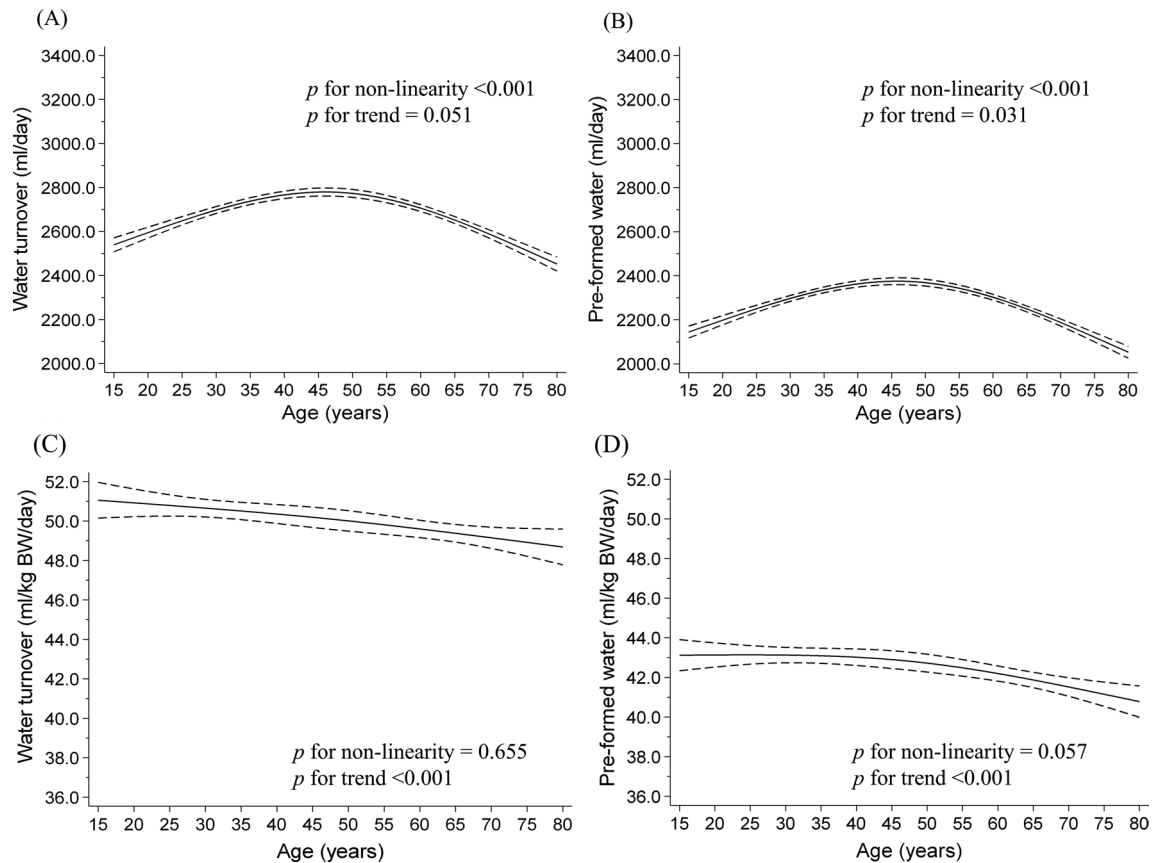 (A)
Water turnover (ml/day)
3400.0
3200.0
3000.0
2800.0
2600.0
2400.0
2200.0
2000.0
p for non-linearity <0.001
p for trend = 0.051
15 20 25 30 35 40 45 50 55 60 65 70 75 80
Age (years)
(B)
Pre-formed water (ml/day)
3400.0
3200.0
3000.0
2800.0
2600.0
2400.0
2200.0
2000.0
p for non-linearity <0.001
p for trend = 0.031
15 20 25 30 35 40 45 50 55 60 65 70 75 80
Age (years)
(C)
Water turnover (ml/kg BW/day)
52.0
50.0
48.0
46.0
44.0
42.0
40.0
38.0
36.0
p for non-linearity = 0.655
p for trend <0.001
15 20 25 30 35 40 45 50 55 60 65 70 75 80
Age (years)
(D)
Pre-formed water (ml/kg BW/day)
52.0
50.0
48.0
46.0
44.0
42.0
40.0
38.0
36.0
p for non-linearity = 0.057
p for trend <0.001
15 20 25 30 35 40 45 50 55 60 65 70 75 80
Age (years)